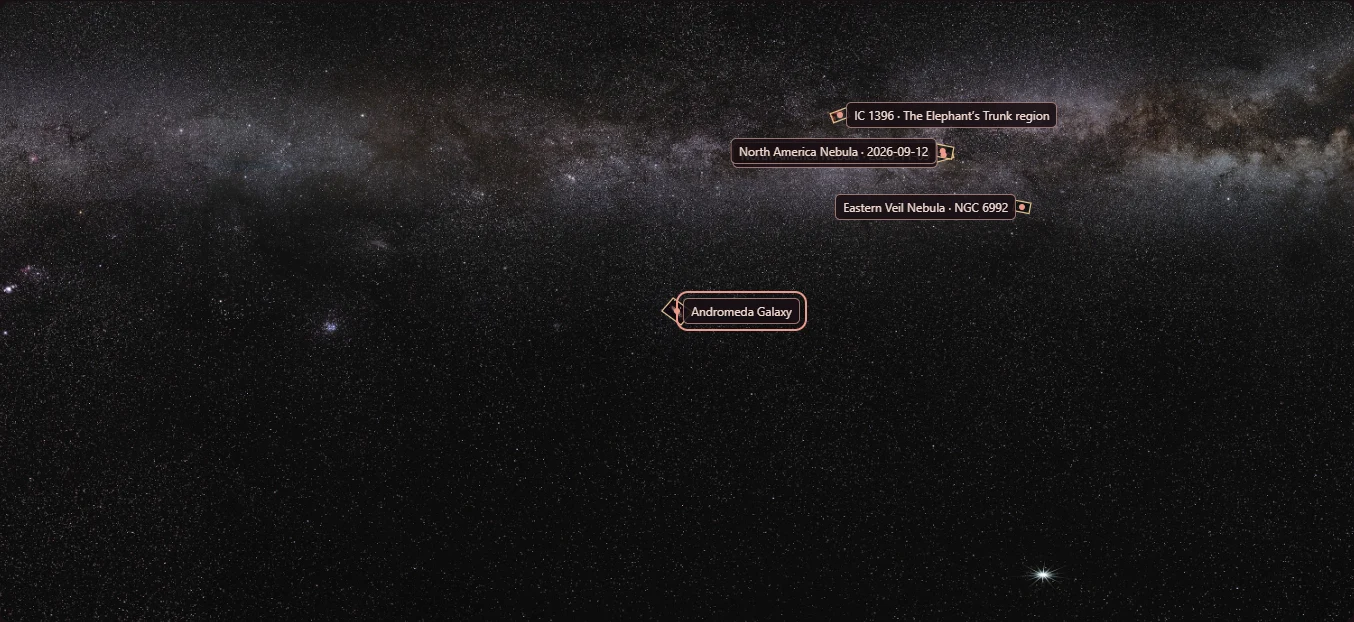 IC 1396 · The Elephant's Trunk region
North America Nebula · 2026-09-12
Eastern Veil Nebula · NGC 6992
Andromeda Galaxy